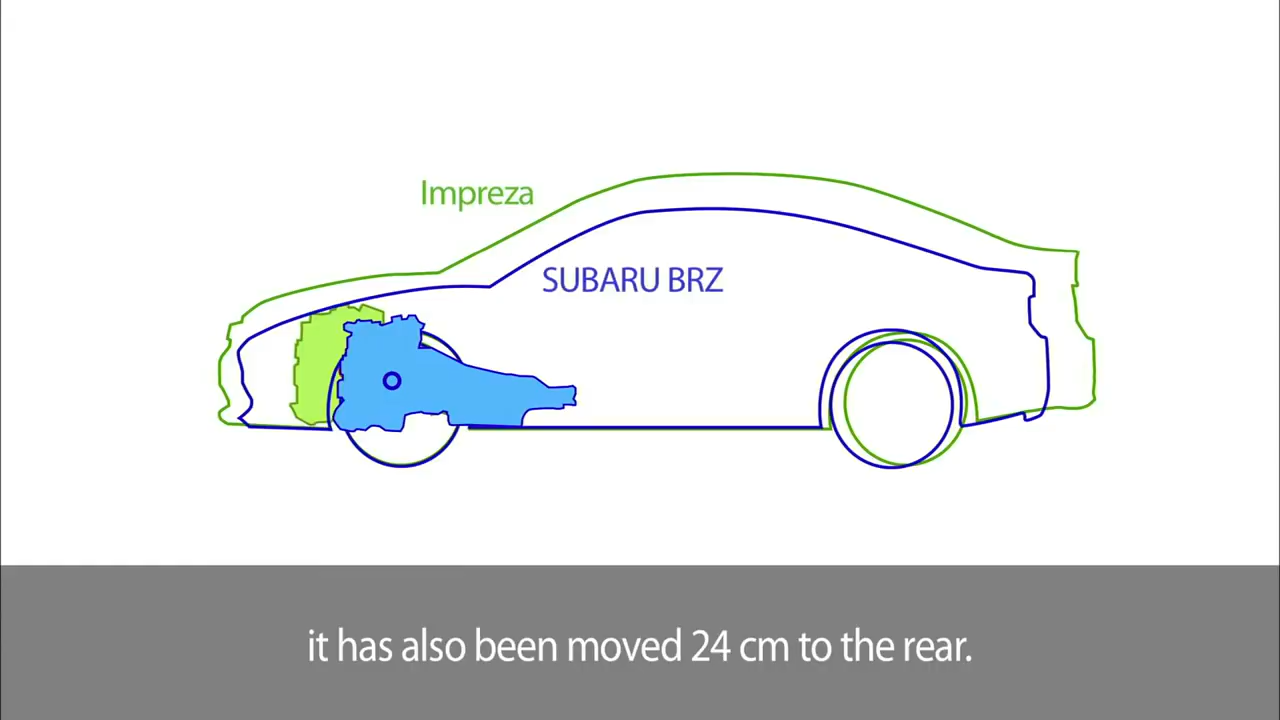 Impreza
SUBARU BRZ
it has also been moved 24 cm to the rear.